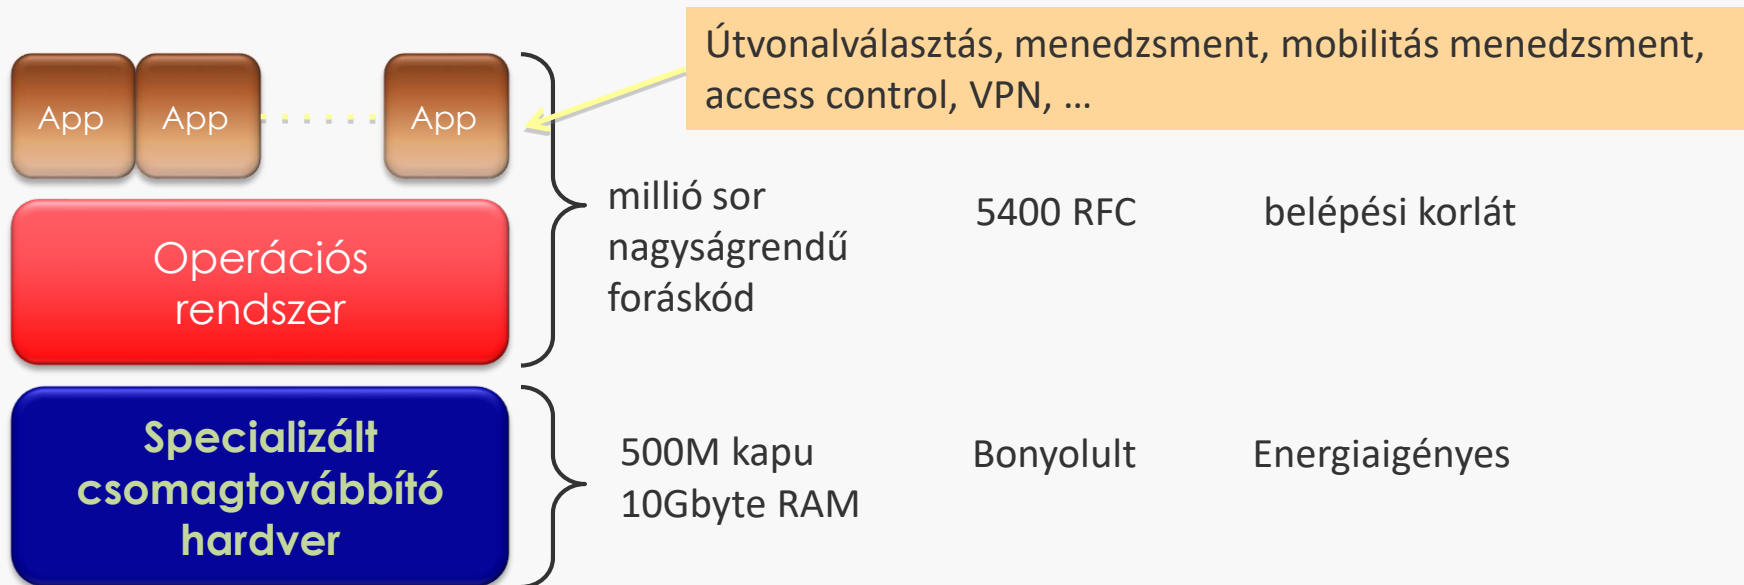 Útvonalválasztás, menedzsment, mobilitás menedzsment,
access control, VPN, ...
App
App
App
Operációs
rendszer
millió sor
nagyságrendű
foráskód
5400 RFC
belépési korlát
Specializált
csomagtovábbító
hardver
500M kapu
10Gbyte RAM
Bonyolult
Energiaigényes